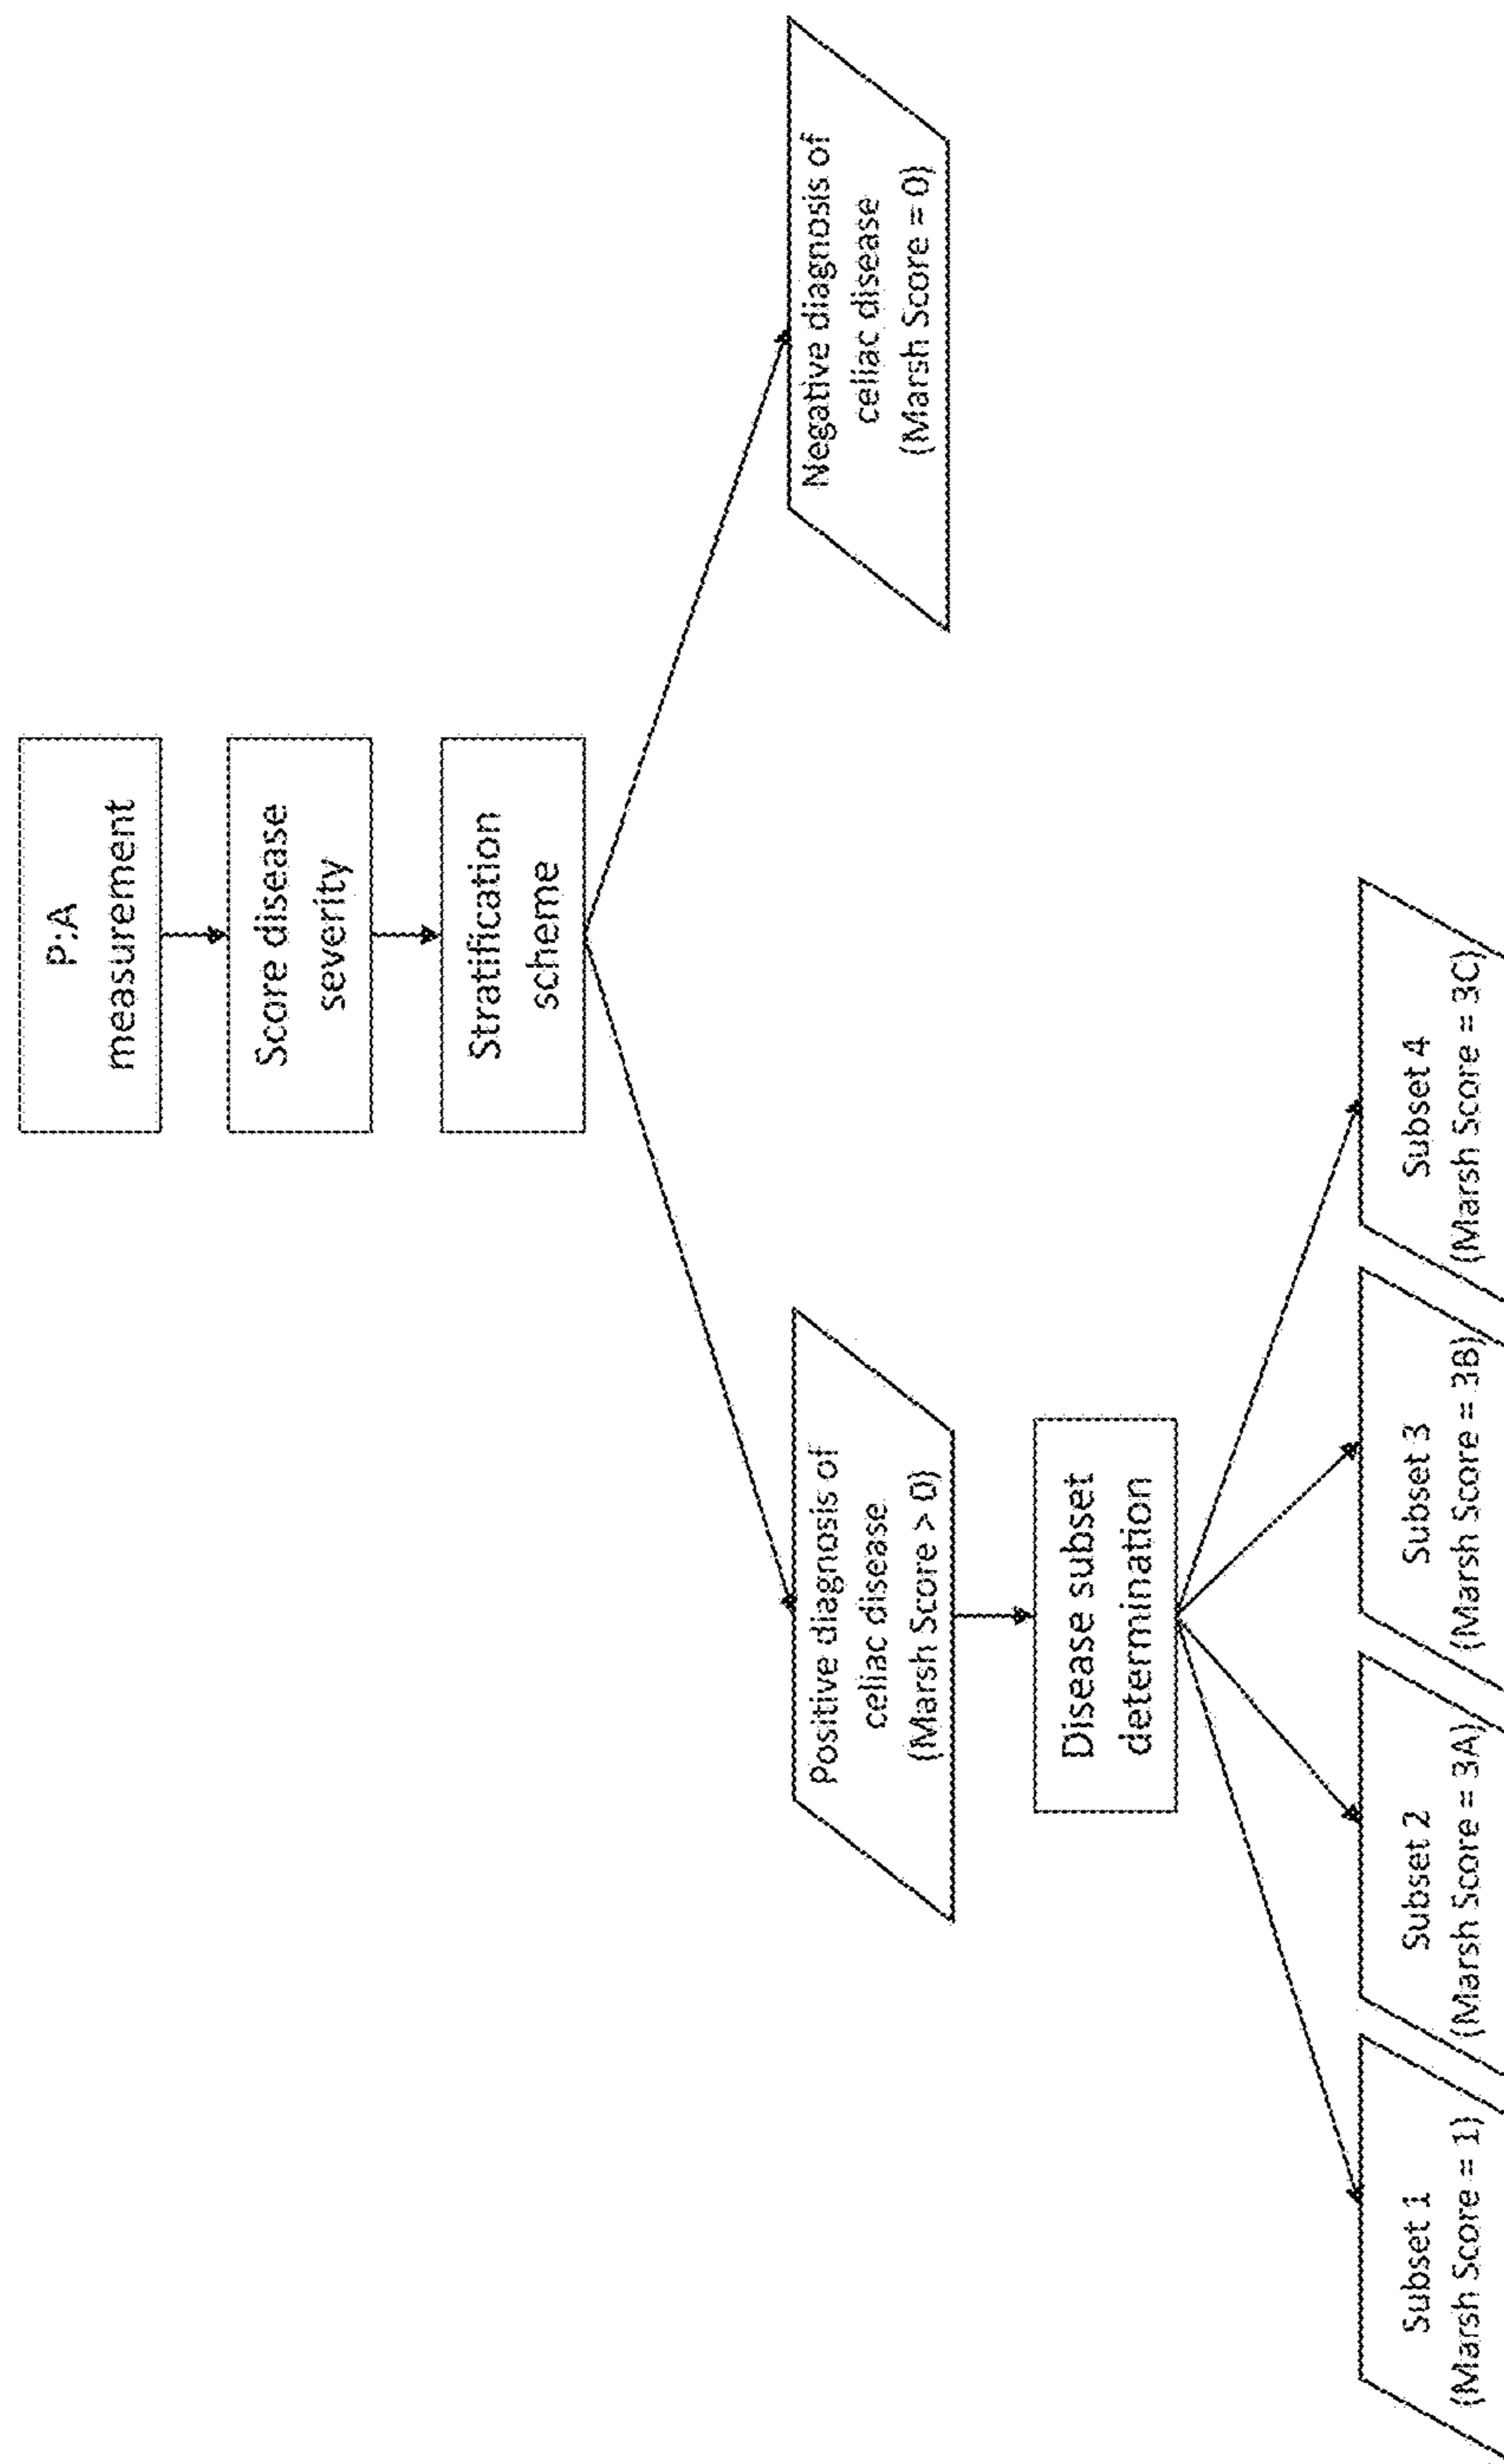 P:A
measurement
Score disease
severity
Stratification
scheme
Positive diagnosis of
celiac disease
(Marsh Score > 0)
Negative diagnosis of
celiac disease
(Marsh Score = 0)
Disease subset
determination
Subset 1
(Marsh Score = 1)
Subset 2
(Marsh Score = 3A)
Subset 3
(Marsh Score = 3B)
Subset 4
(Marsh Score = 3C)